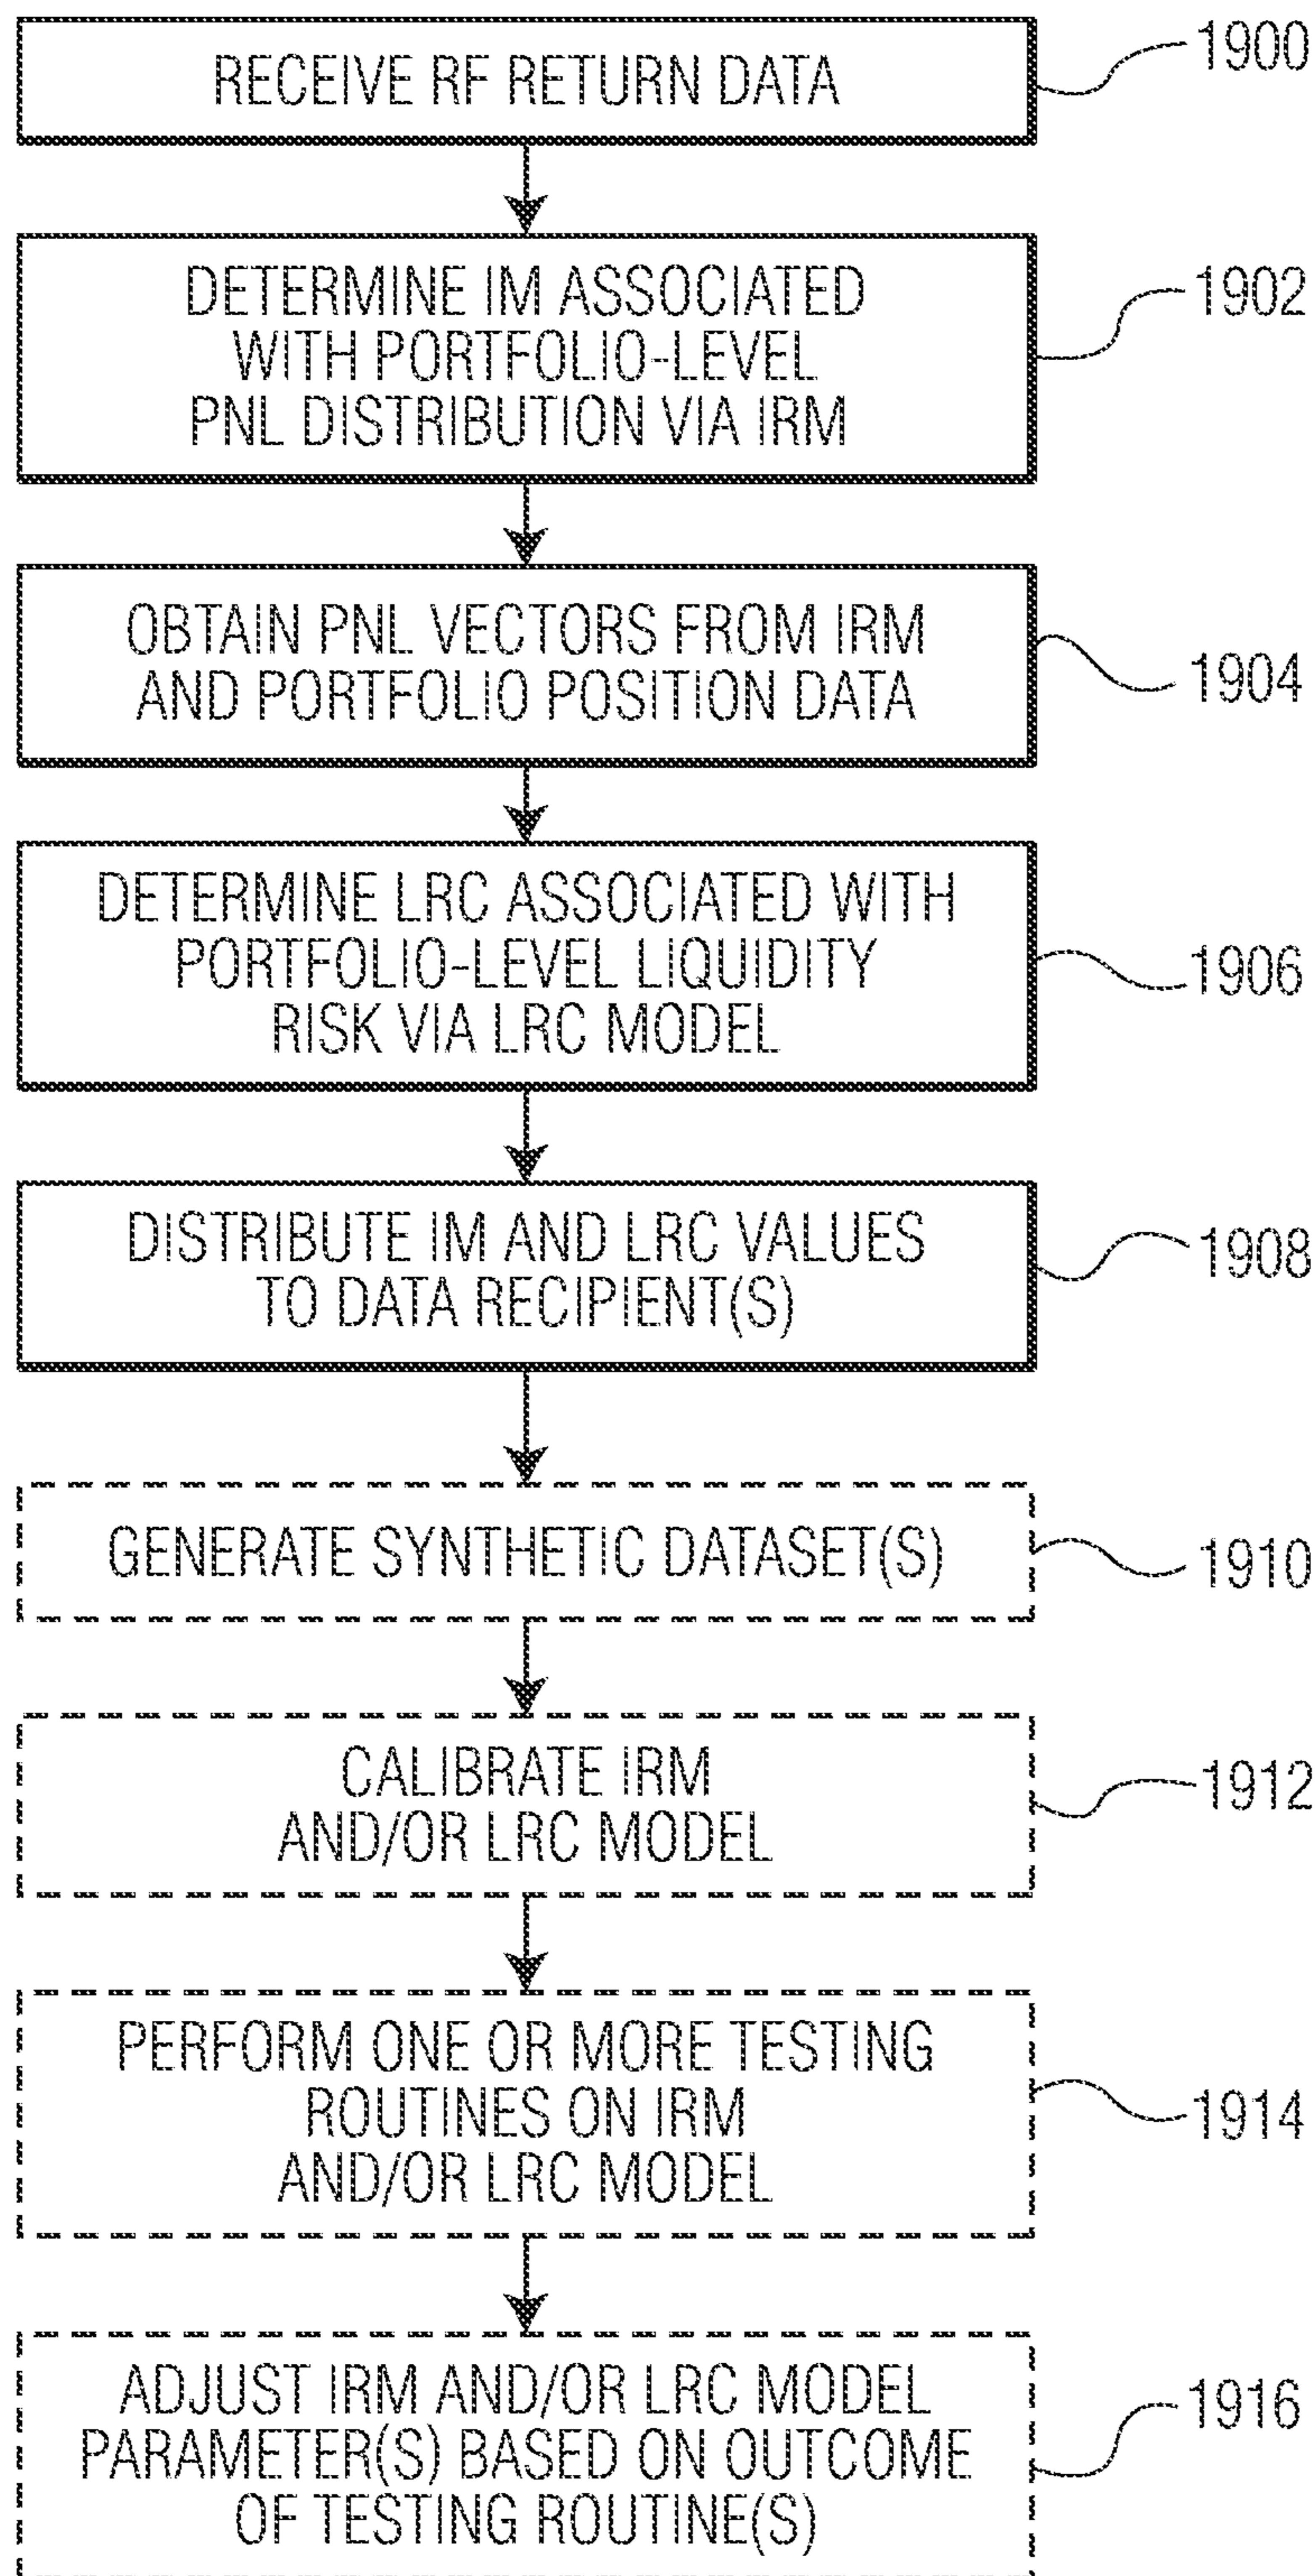 RECEIVE RF RETURN DATA
1900
DETERMINE IM ASSOCIATED
WITH PORTFOLIO-LEVEL
PNL DISTRIBUTION VIA IRM
1902
OBTAIN PNL VECTORS FROM IRM
AND PORTFOLIO POSITION DATA
1904
DETERMINE LRC ASSOCIATED WITH
PORTFOLIO-LEVEL LIQUIDITY
RISK VIA LRC MODEL
1906
DISTRIBUTE IM AND LRC VALUES
TO DATA RECIPIENT(S)
1908
GENERATE SYNTHETIC DATASET(S)
1910
CALIBRATE IRM
AND/OR LRC MODEL
1912
PERFORM ONE OR MORE TESTING
ROUTINES ON IRM
AND/OR LRC MODEL
1914
ADJUST IRM AND/OR LRC MODEL
PARAMETER(S) BASED ON OUTCOME
OF TESTING ROUTINE(S)
1916